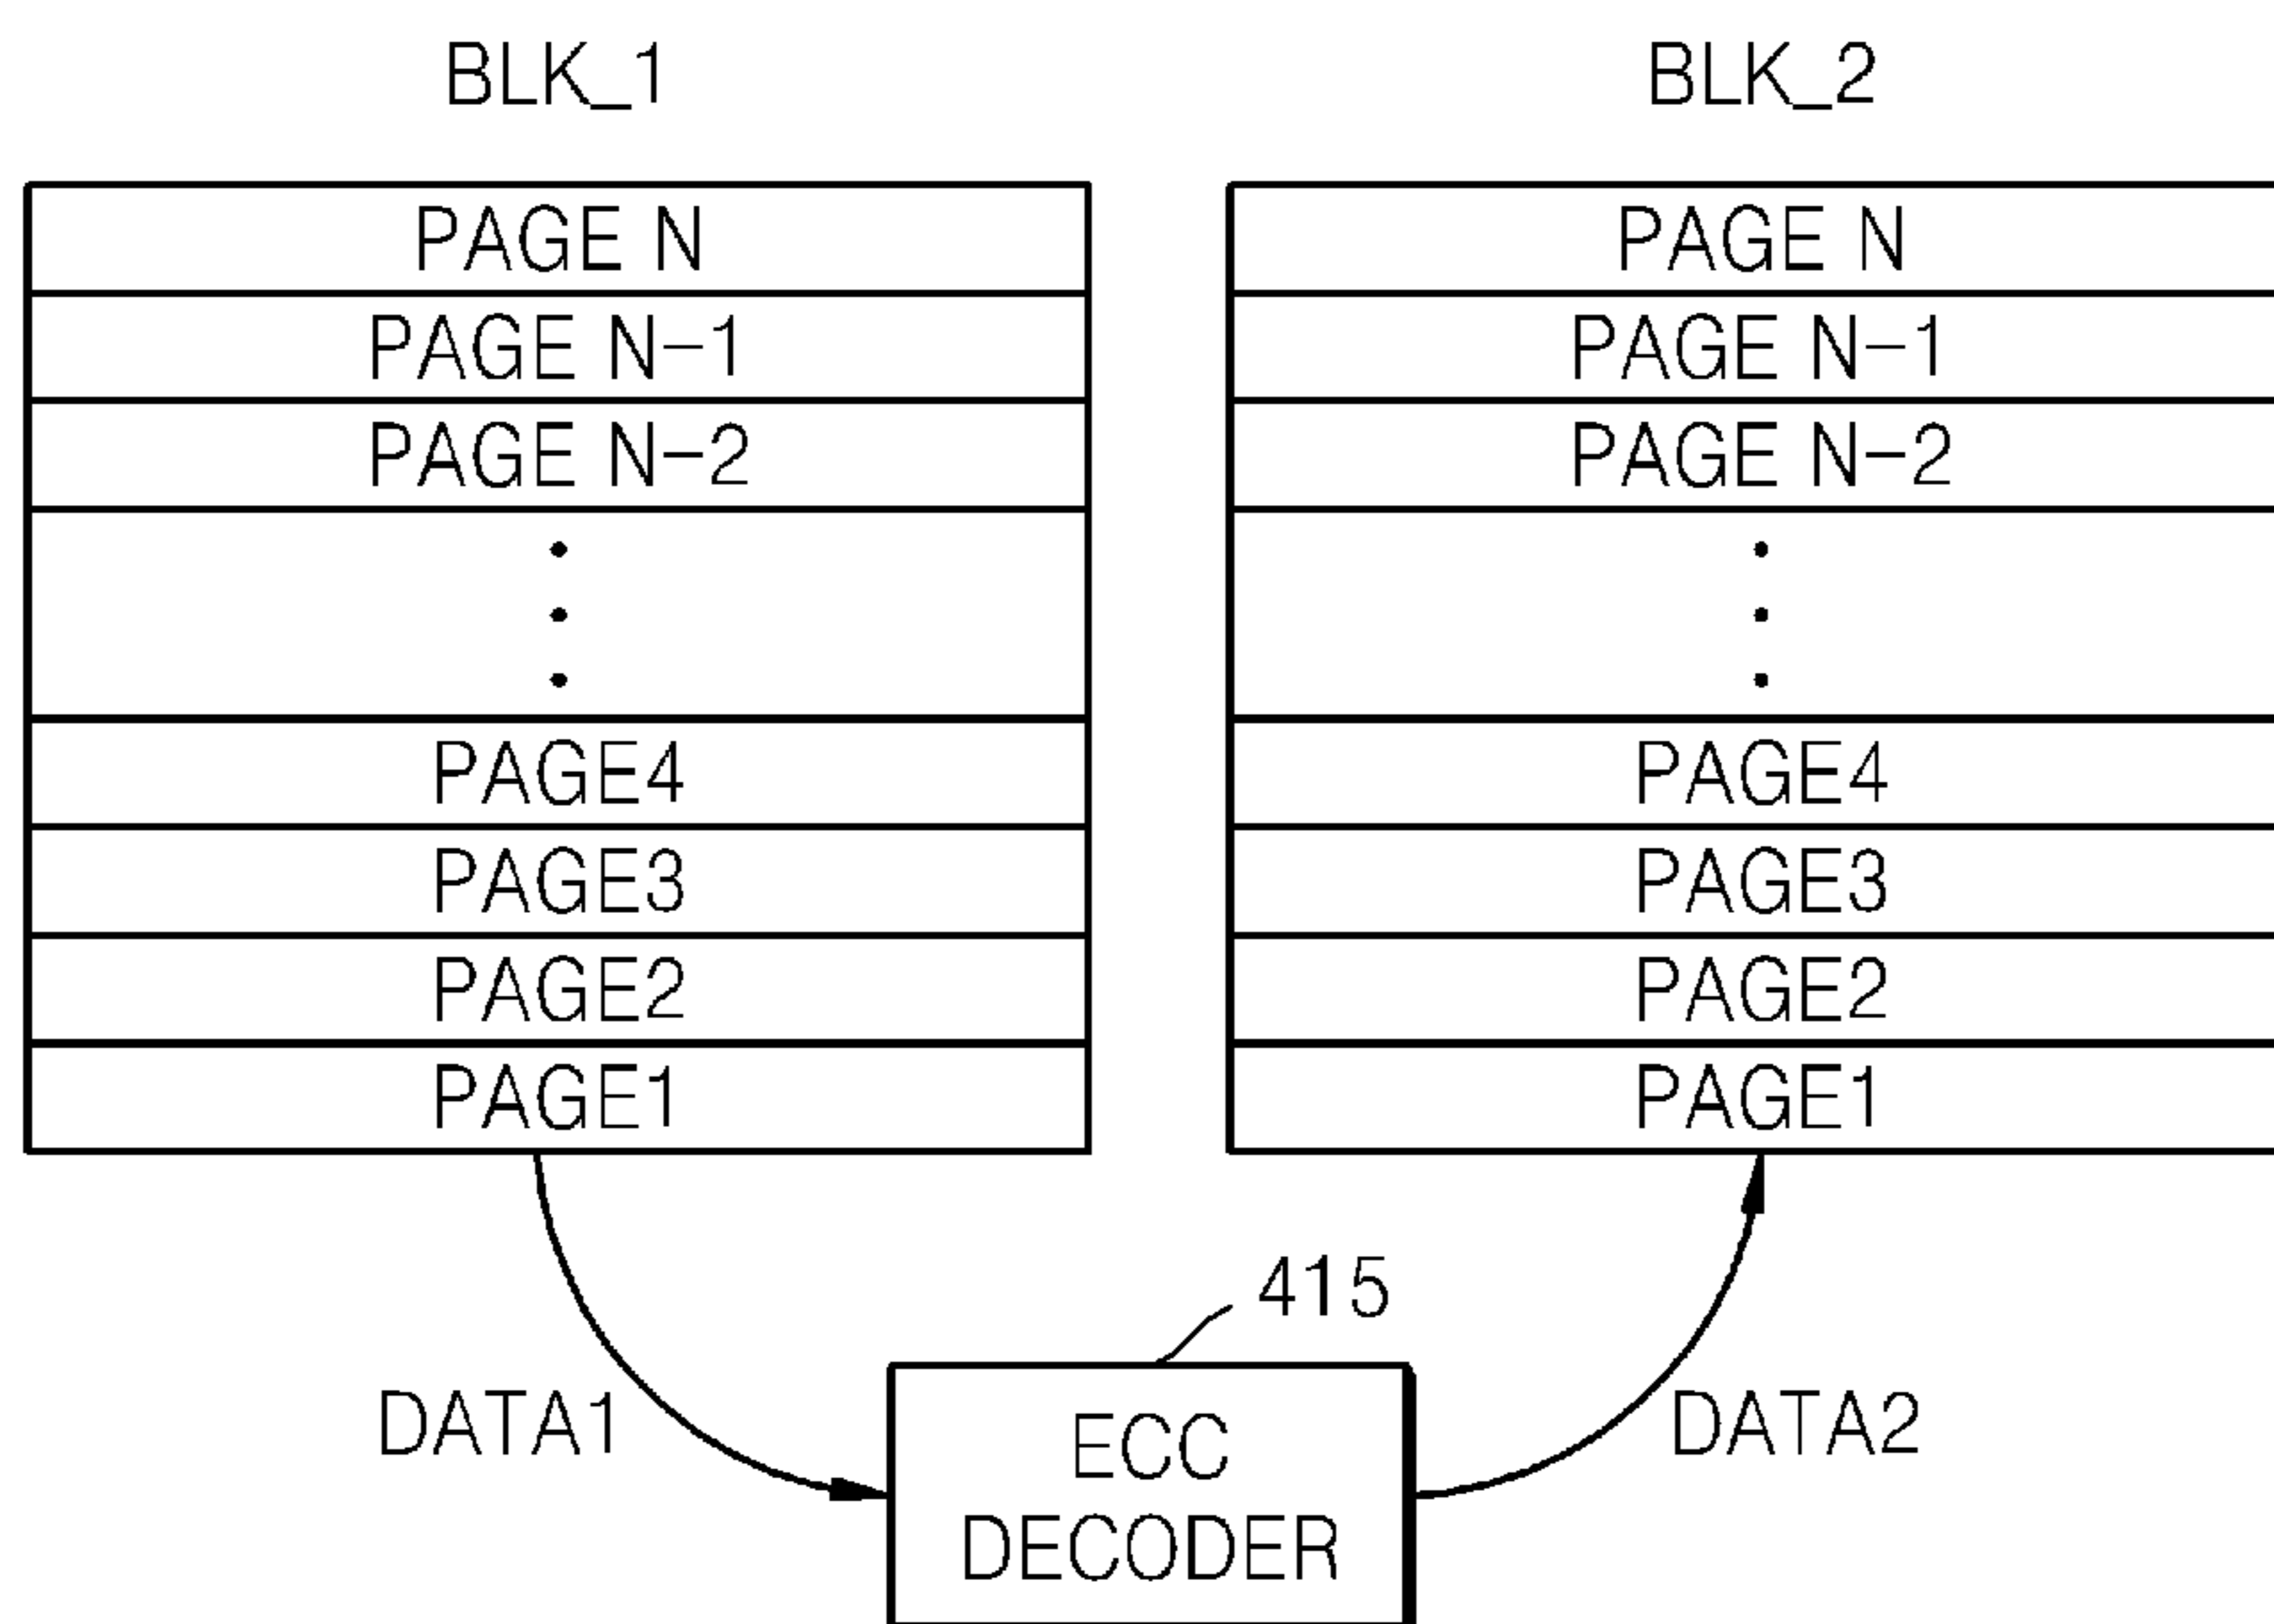 BLK_1
PAGE N
PAGE N-1
PAGE N-2
PAGE4
PAGE3
PAGE2
PAGE1
BLK_2
PAGE N
PAGE N-1
PAGE N-2
PAGE4
PAGE3
PAGE2
PAGE1
415
DATA1
ECC
DECODER
DATA2